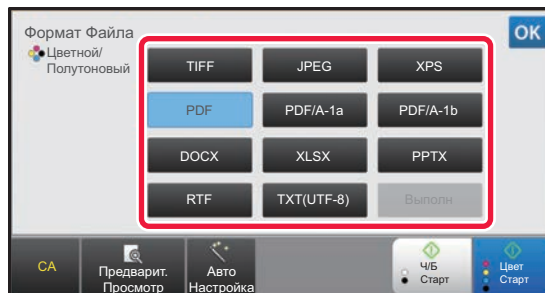 Формат Файла
OK
Цветной/
Полутоновый
TIFF
JPEG
XPS
PDF
PDF/A-1a
PDF/A-1b
DOCX
XLSX
PPTX
RTF
TXT(UTF-8)
Выполн
CA
Предварит.
Просмотр
Авто
Настройка
Ч/Б
Старт
Цвет
Старт